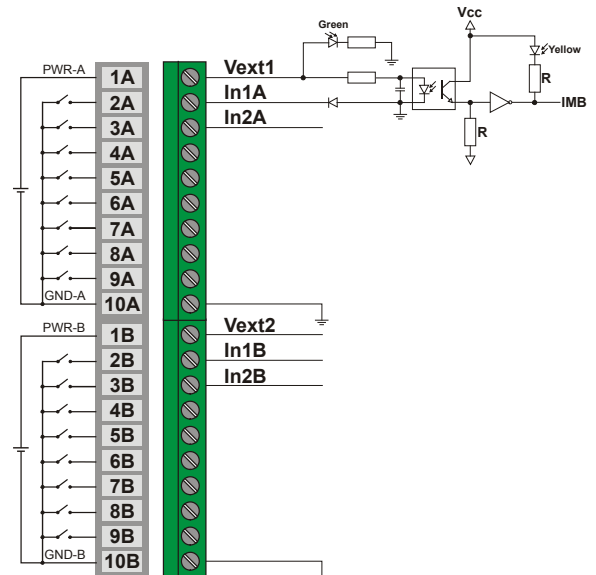 Vcc
Green
Yellow
PWR-A
1A
Vext1
R
2A
In1A
IMB
3A
In2A
R
4A
5A
6A
7A
8A
9A
GND-A
10A
PWR-B
1B
Vext2
2B
In1B
3B
In2B
4B
5B
6B
7B
8B
9B
GND-B
10B